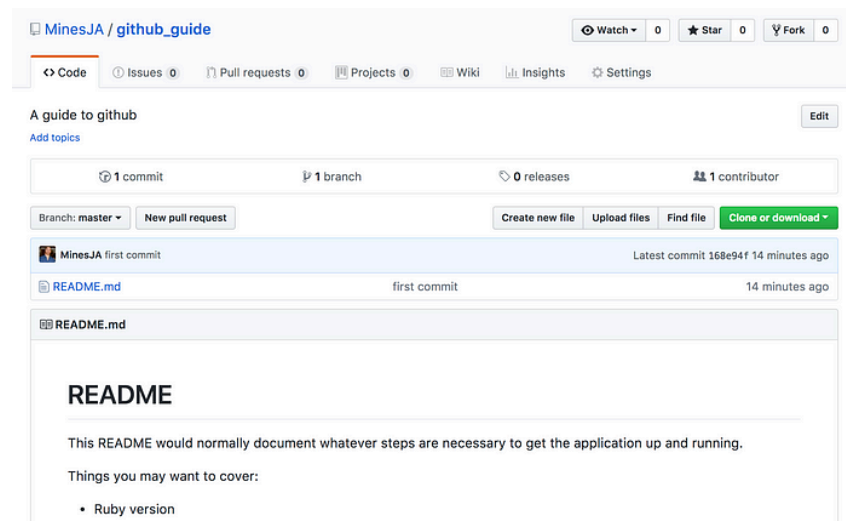 MinesJA / github_guide
Watch 0 Star 0 Fork 0
Code Issues 0 Pull requests 0 Projects 0 Wiki Insights Settings
A guide to github Edit
Add topics
1 commit 1 branch 0 releases 1 contributor
Branch: master New pull request Create new file Upload files Find file Clone or download
MinesJA first commit Latest commit 168e94f 14 minutes ago
README.md first commit 14 minutes ago
README.md
README
This README would normally document whatever steps are necessary to get the application up and running.
Things you may want to cover:
• Ruby version